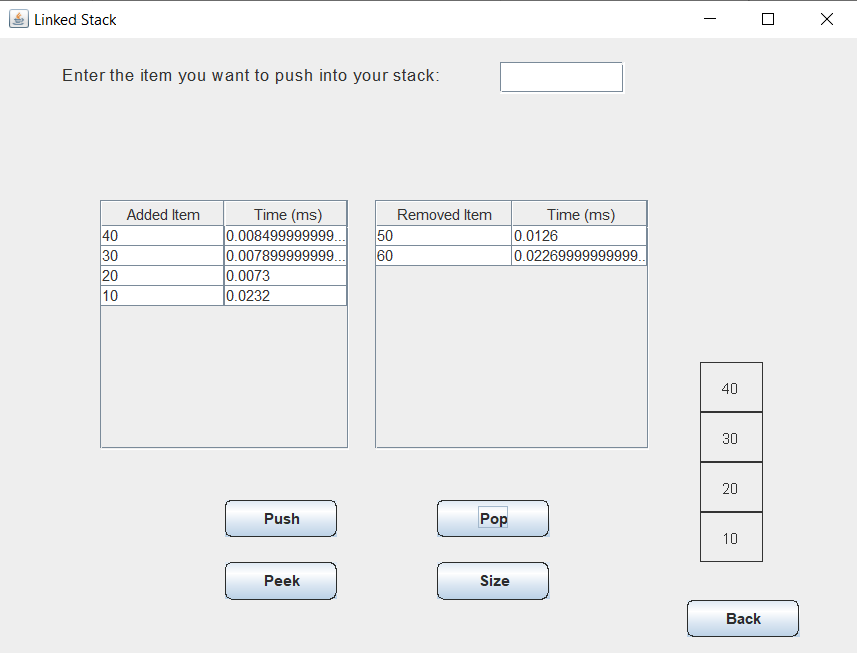 Linked Stack
Enter the item you want to push into your stack:
Added Item Time (ms)
40 0.008499999999...
30 0.007899999999...
20 0.0073
10 0.0232
Removed Item Time (ms)
50 0.0126
60 0.02269999999999...
40
30
20
10
Push
Pop
Peek
Size
Back